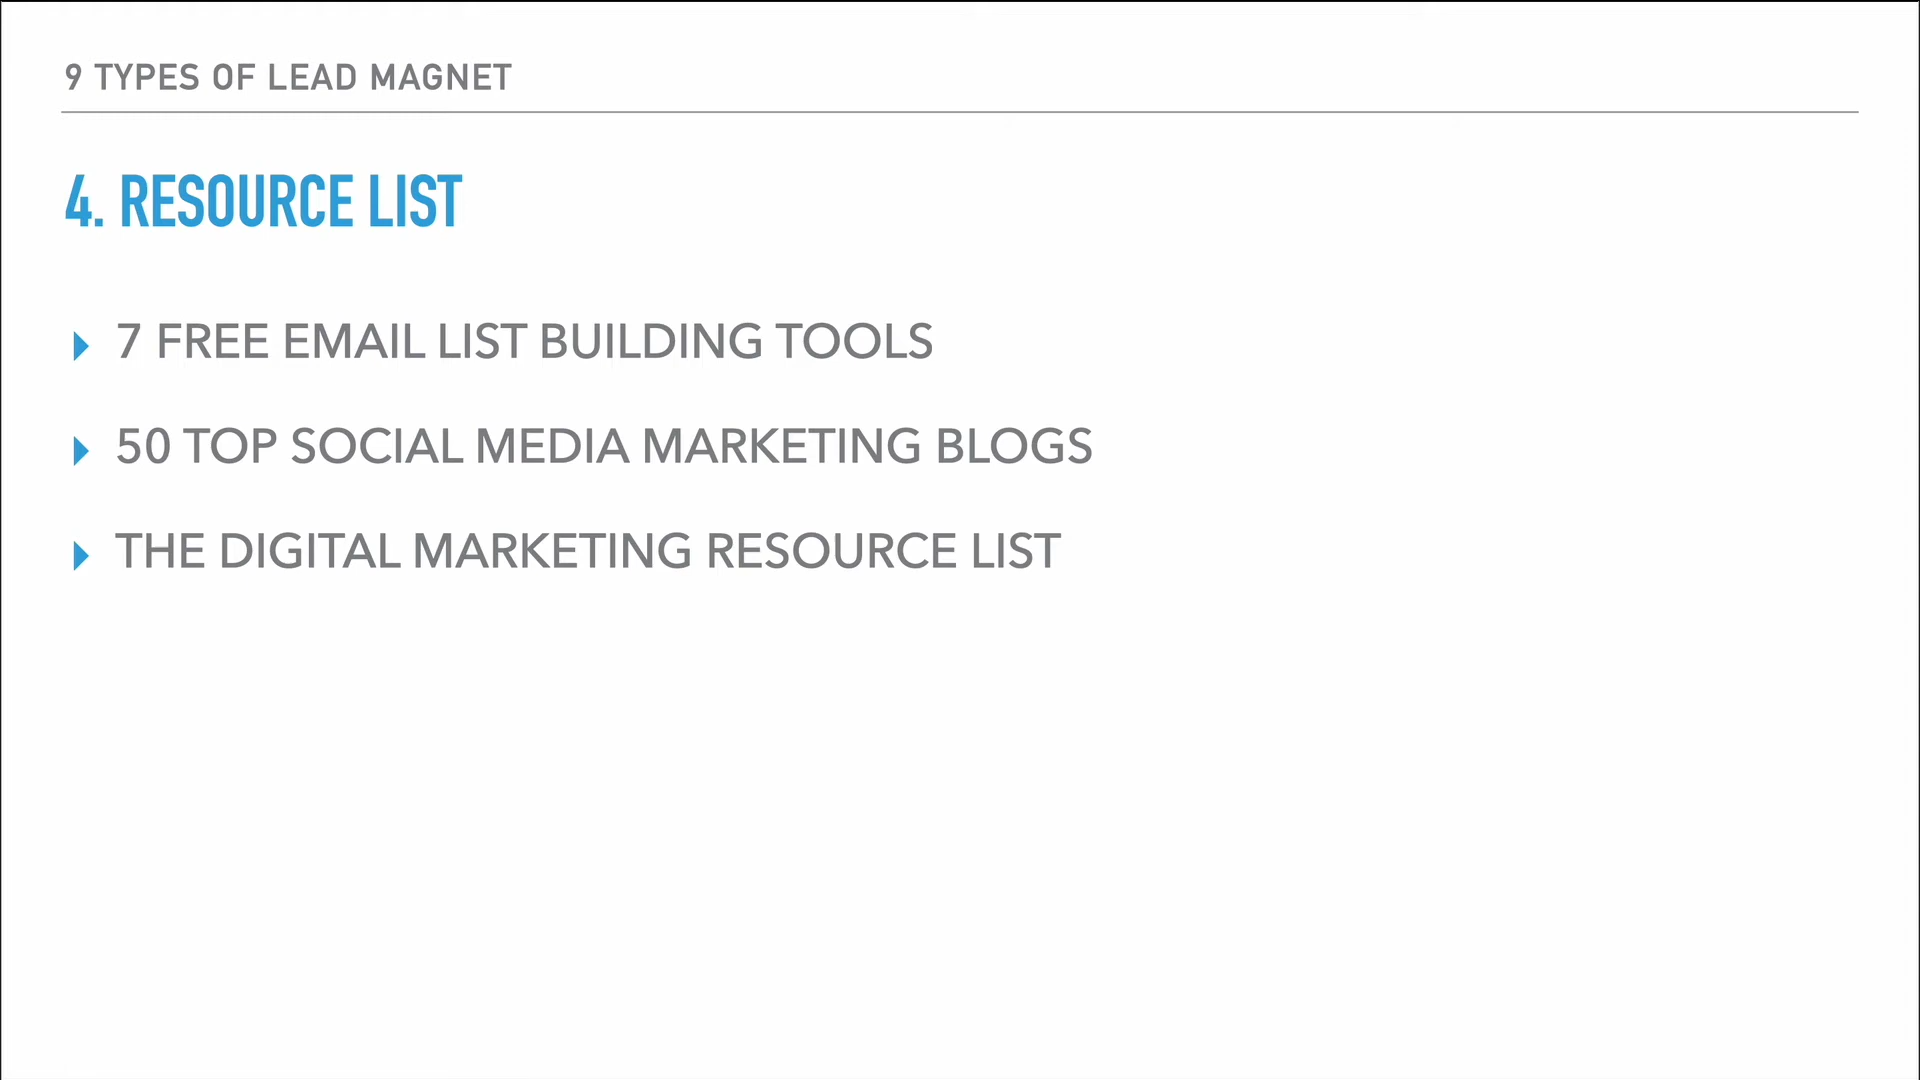 9 TYPES OF LEAD MAGNET
4. RESOURCE LIST
7 FREE EMAIL LIST BUILDING TOOLS
50 TOP SOCIAL MEDIA MARKETING BLOGS
THE DIGITAL MARKETING RESOURCE LIST